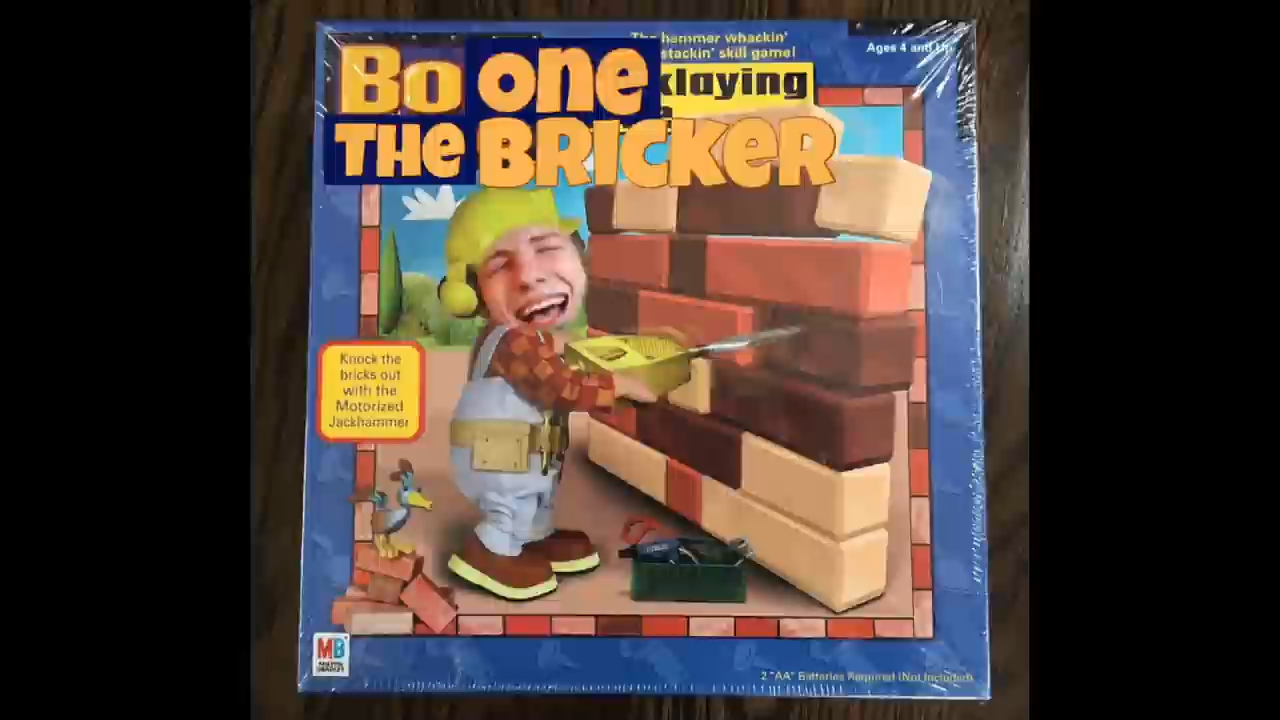 The hammer whackin'
stackin' skill game!
Ages 4 and Up
Bo one
klaying
THE BRICKER
Knock the
bricks out
with the
Motorized
Jackhammer
MB
2 "AA" Batteries Required (Not Included)